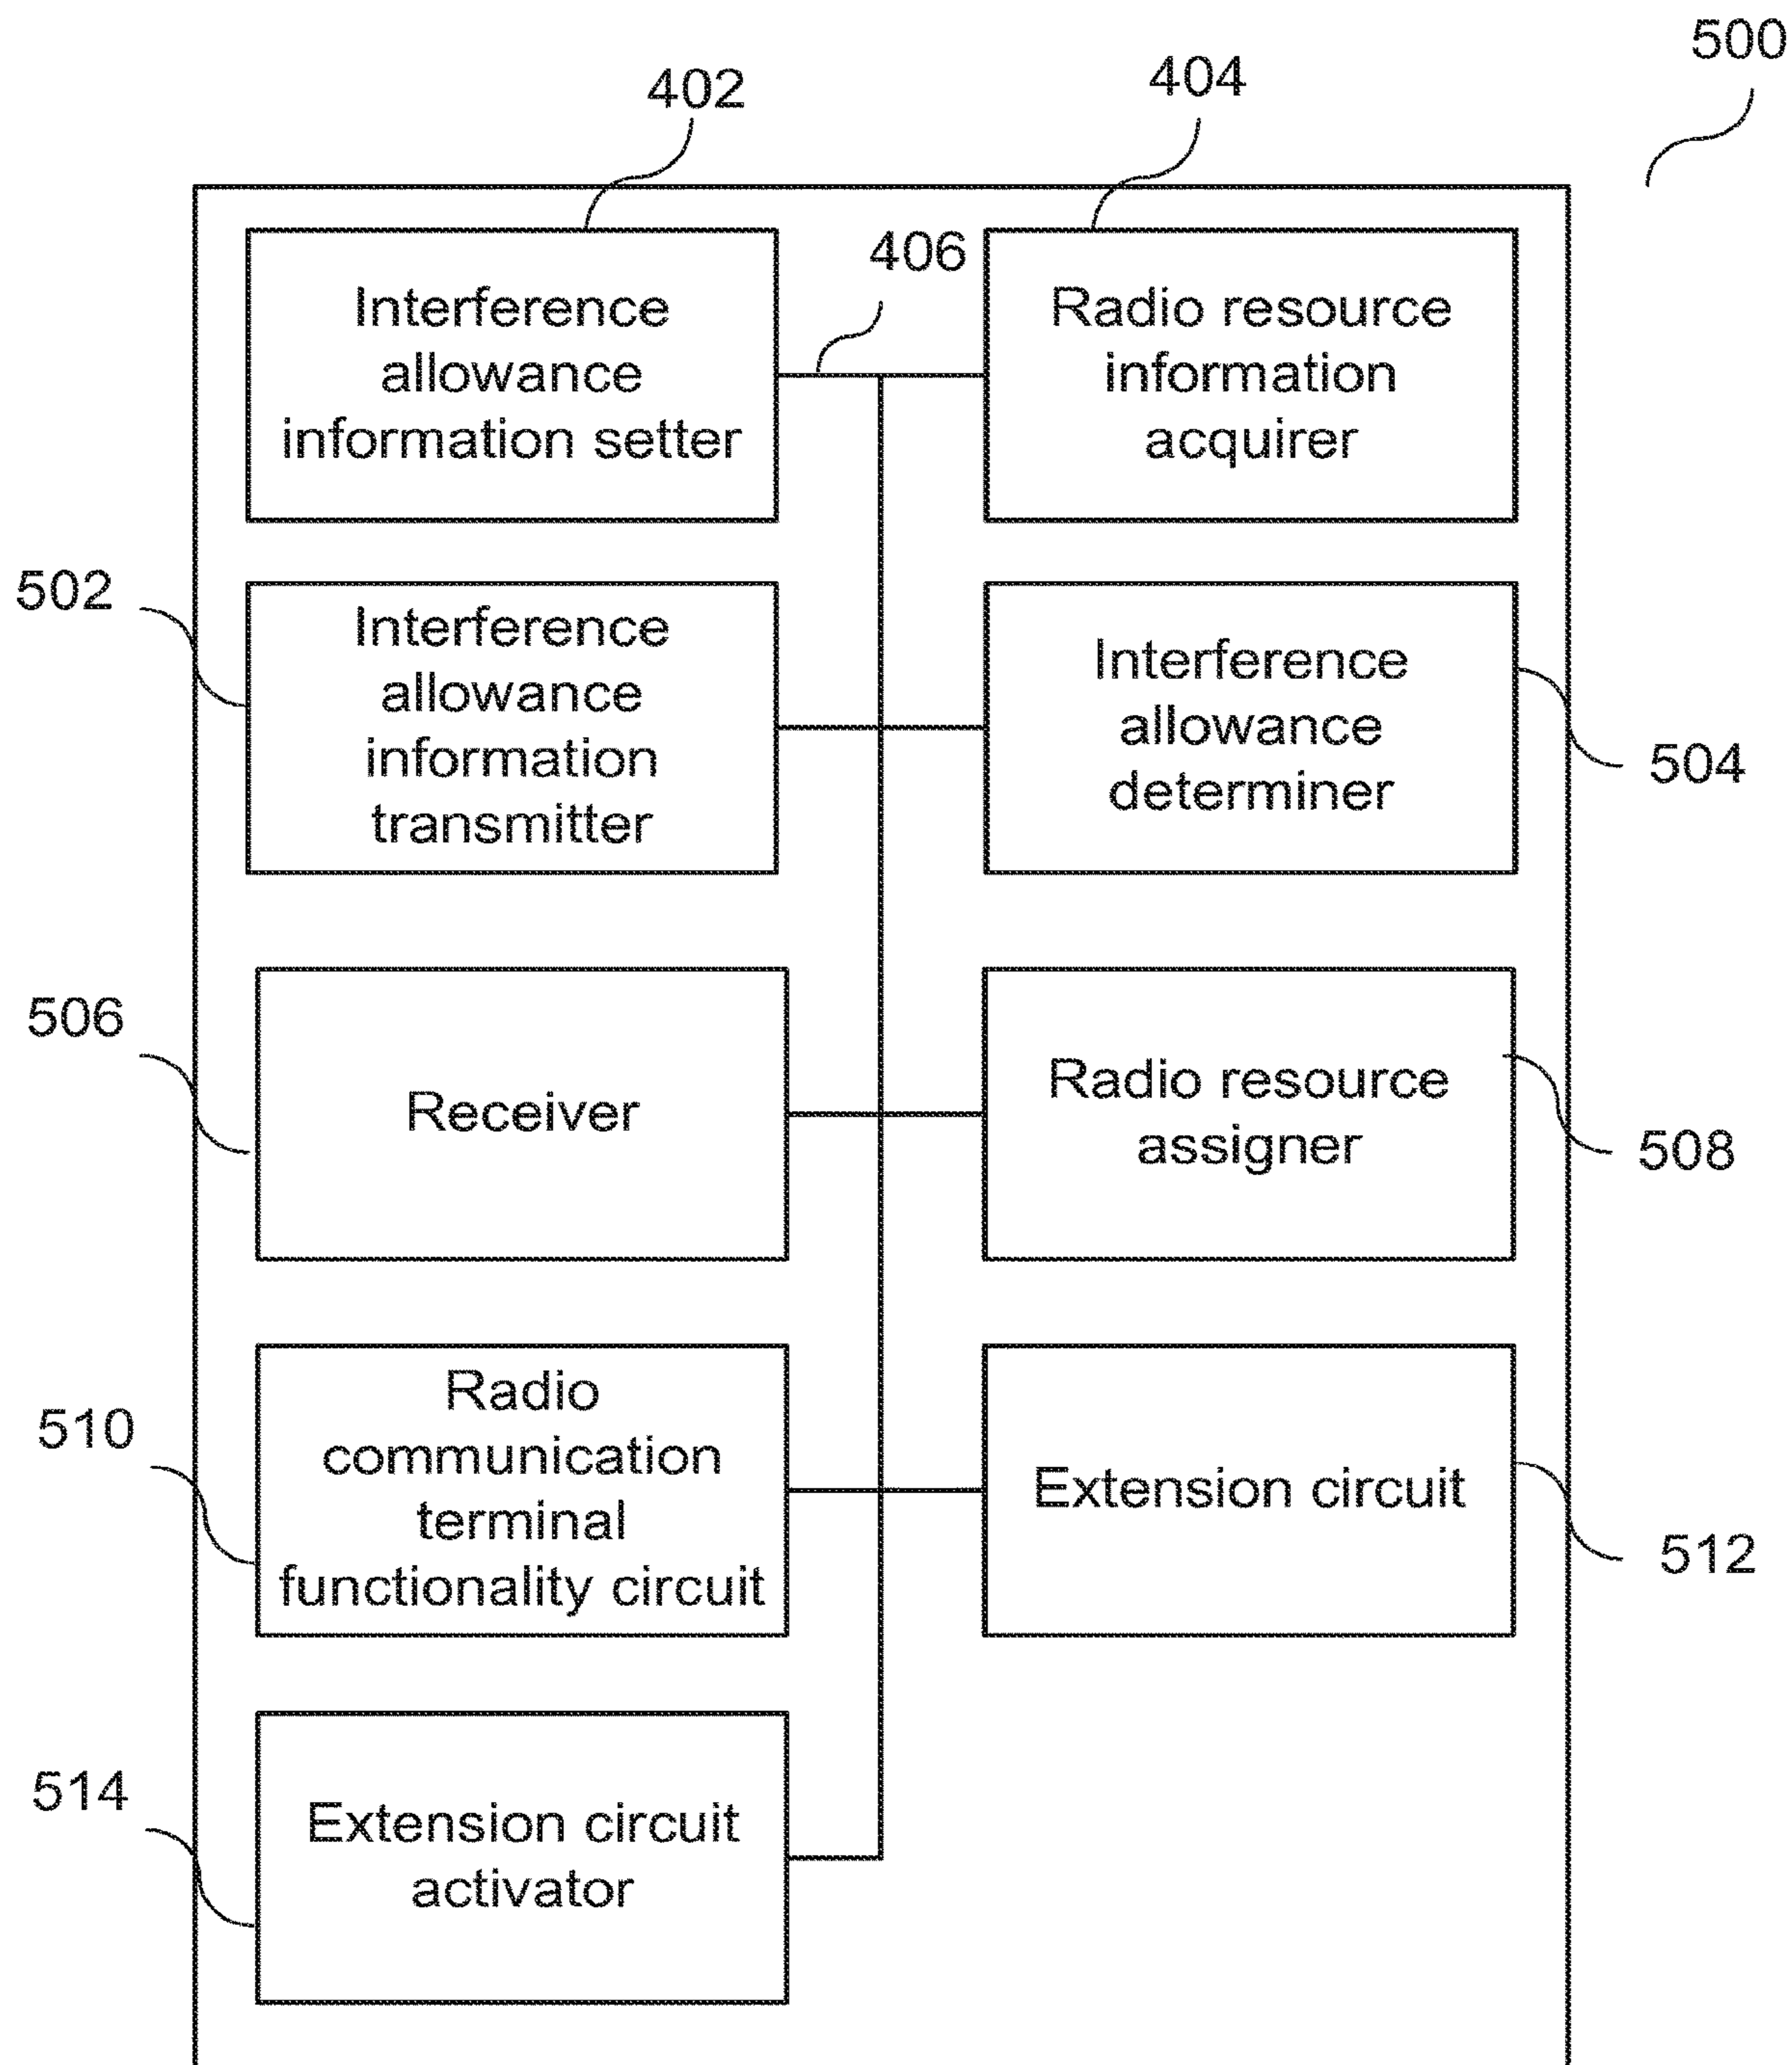 500
402
404
406
Interference
allowance
information setter
Radio resource
information
acquirer
502
Interference
allowance
information
transmitter
Interference
allowance
determiner
504
506
Receiver
Radio resource
assigner
508
510
Radio
communication
terminal
functionality circuit
Extension circuit
512
514
Extension circuit
activator